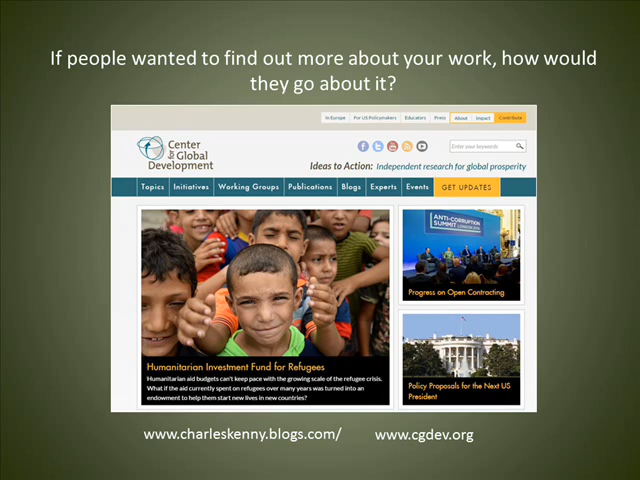 If people wanted to find out more about your work, how would
they go about it?
In Europe
For US Policymakers
Educators
Press
About
Impact
Contribute
Center
for Global
Development
Enter your keywords
Ideas to Action: Independent research for global prosperity
Topics
Initiatives
Working Groups
Publications
Blogs
Experts
Events
GET UPDATES
ANTI-CORRUPTION
SUMMIT
Progress on Open Contracting
Humanitarian Investment Fund for Refugees
Humanitarian aid budgets can't keep pace with the growing scale of the refugee crisis.
What if the aid currently spent on refugees over many years was turned into an
endowment to help them start new lives in new countries?
Policy Proposals for the Next US
President
www.charleskenny.blogs.com/
www.cgdev.org